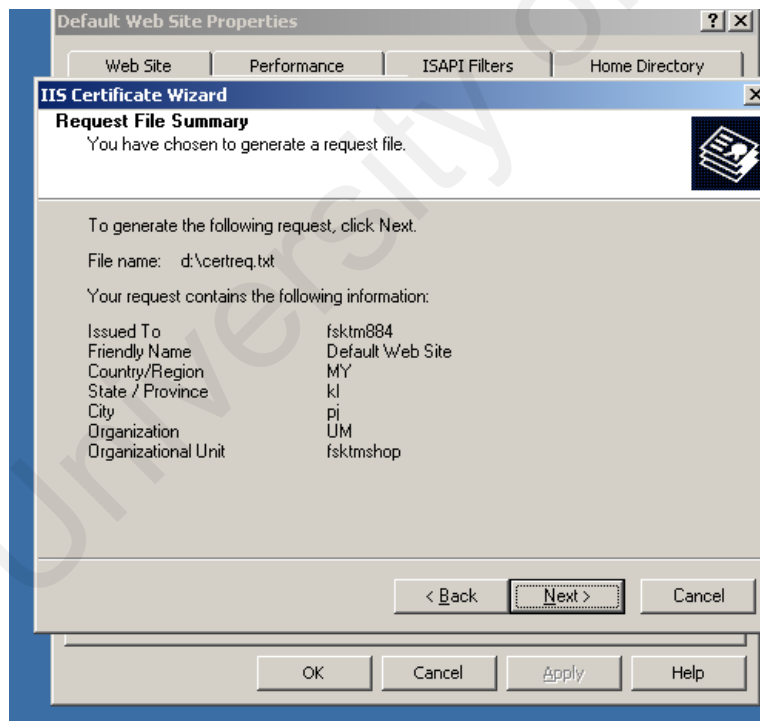 Default Web Site Properties
Web Site Performance ISAPI Filters Home Directory
IIS Certificate Wizard
Request File Summary
You have chosen to generate a request file.
To generate the following request, click Next.
File name: d:\certreq.txt
Your request contains the following information:
Issued To fsktm884
Friendly Name Default Web Site
Country/Region MY
State / Province kl
City pj
Organization UM
Organizational Unit fsktmshop
< Back Next > Cancel
OK Cancel Apply Help
University of